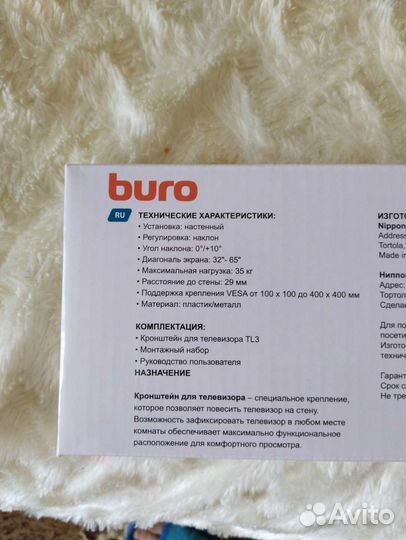 buro
RU
ТЕХНИЧЕСКИЕ ХАРАКТЕРИСТИКИ:
• Установка: настенный
• Регулировка: наклон
• Угол наклона: 0°/+10°
• Диагональ экрана: 32"- 65"
• Максимальная нагрузка: 35 кг
• Расстояние до стены: 29 мм
• Поддержка крепления VESA от 100 x 100 до 400 x 400 мм
• Материал: пластик/металл
КОМПЛЕКТАЦИЯ:
• Кронштейн для телевизора TL3
• Монтажный набор
• Руководство пользователя
НАЗНАЧЕНИЕ
Кронштейн для телевизора – специальное крепление,
которое позволяет повесить телевизор на стену.
Возможность зафиксировать телевизор в любом месте
комнаты обеспечивает максимально функциональное
расположение для комфортного просмотра.
ИЗГОТО
Nippon
Address
Tortola,
Made in
Ниппо
Адрес:
Тортол
Сдела
По по
посети
Изгото
технич
Гарант
Срок с
Не тре
Avito